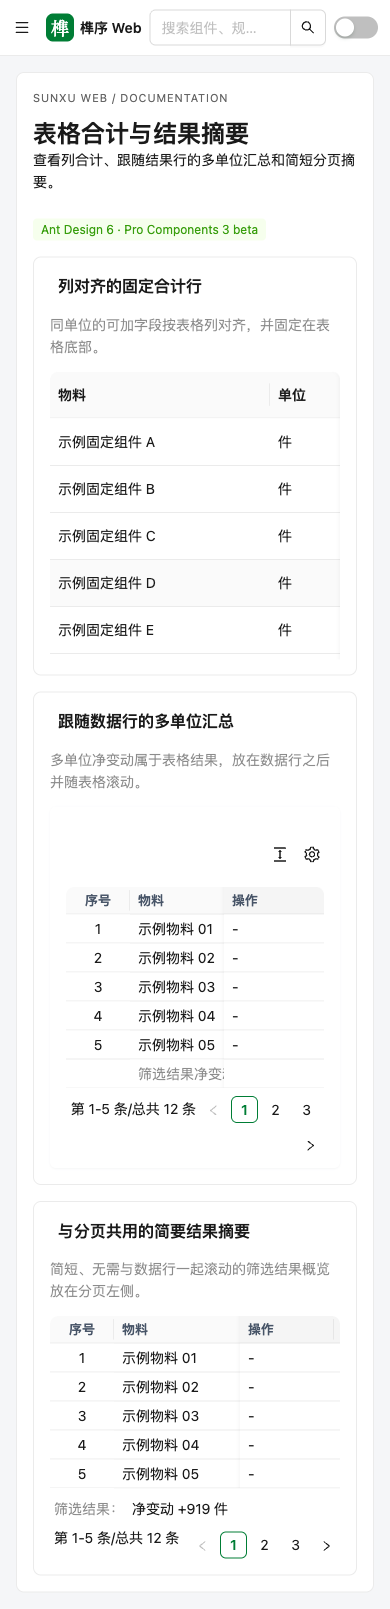 榫 榫序 Web 搜索组件、规...
SUNXU WEB / DOCUMENTATION
表格合计与结果摘要
查看列合计、跟随结果行的多单位汇总和简短分页摘
要。
Ant Design 6 · Pro Components 3 beta
列对齐的固定合计行
同单位的可加字段按表格列对齐，并固定在表
格底部。
物料 单位
示例固定组件 A 件
示例固定组件 B 件
示例固定组件 C 件
示例固定组件 D 件
示例固定组件 E 件
跟随数据行的多单位汇总
多单位净变动属于表格结果，放在数据行之后
并随表格滚动。
序号 物料 操作
1 示例物料 01 -
2 示例物料 02 -
3 示例物料 03 -
4 示例物料 04 -
5 示例物料 05 -
筛选结果净变
第 1-5 条/总共 12 条 < 1 2 3
>
与分页共用的简要结果摘要
简短、无需与数据行一起滚动的筛选结果概览
放在分页左侧。
序号 物料 操作
1 示例物料 01 -
2 示例物料 02 -
3 示例物料 03 -
4 示例物料 04 -
5 示例物料 05 -
筛选结果： 净变动 +919 件
第 1-5 条/总共 12 条 < 1 2 3 >